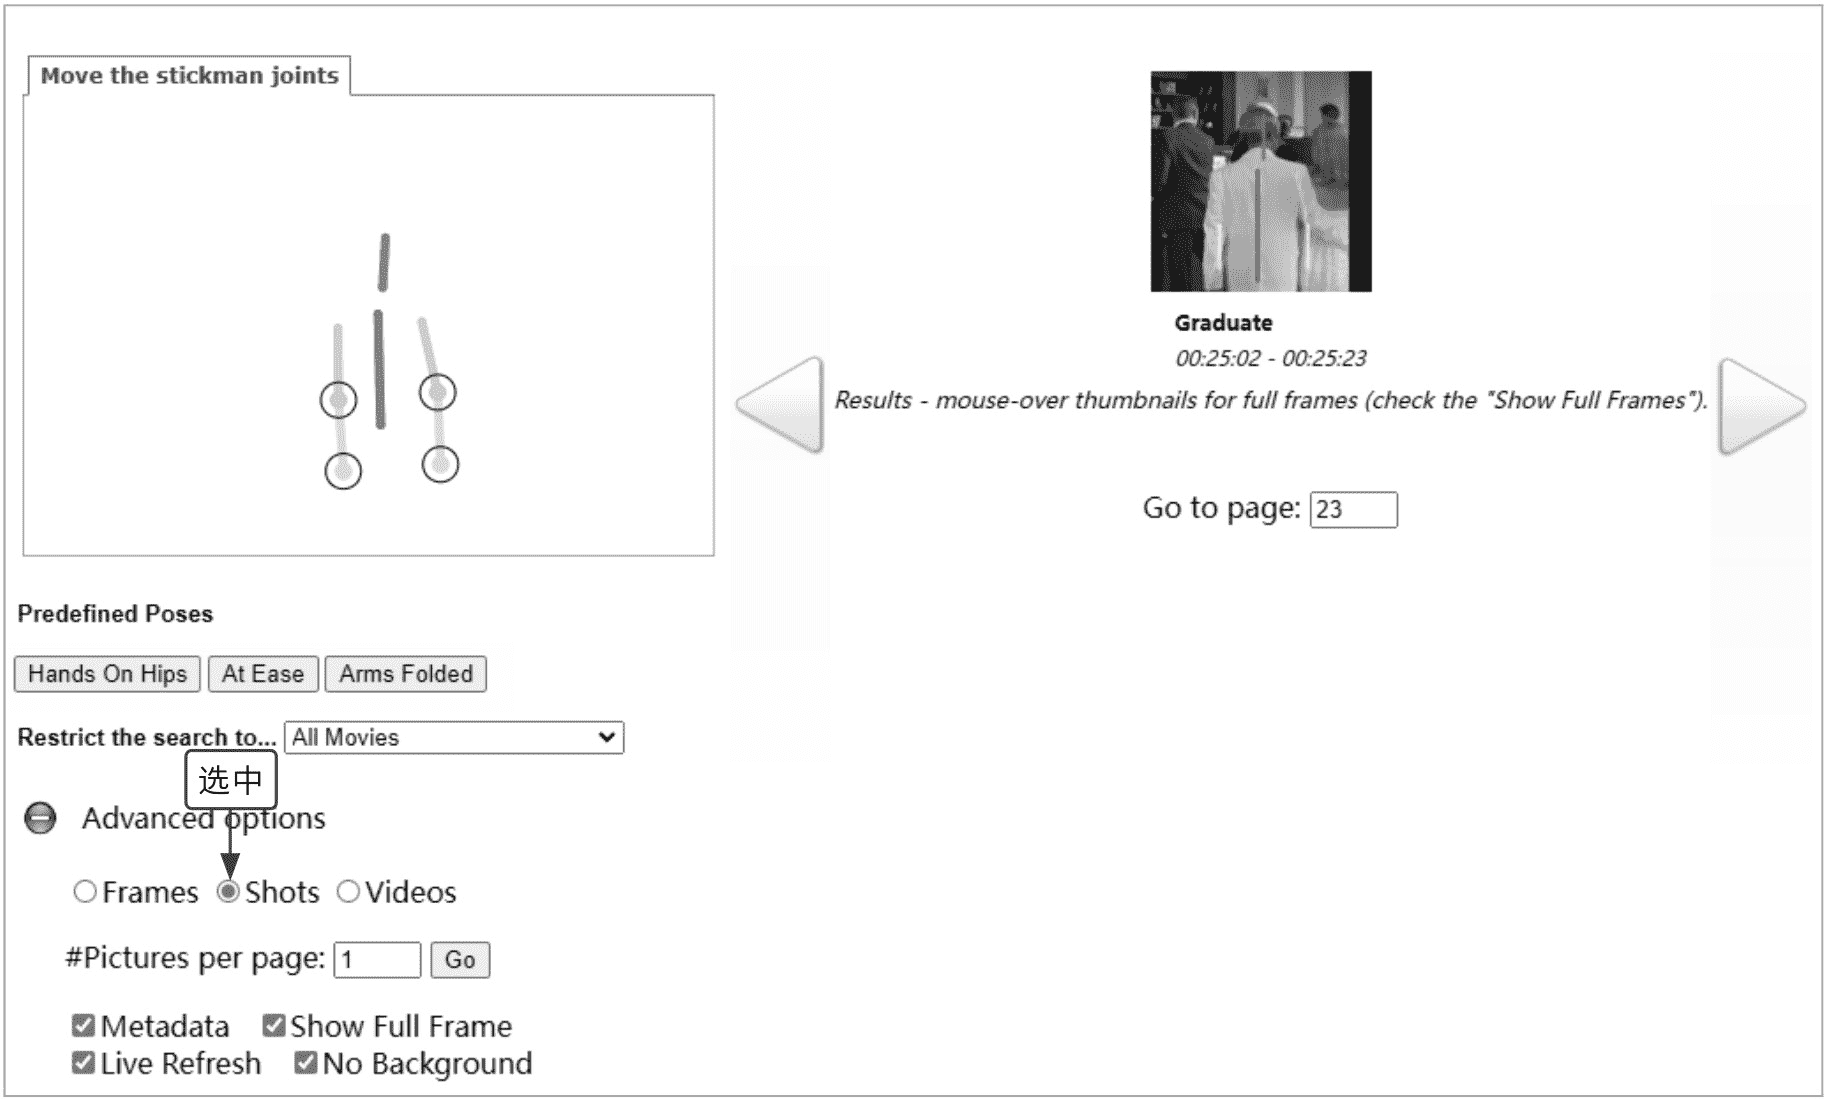 Move the stickman joints
Graduate
00:25:02 - 00:25:23
Results - mouse-over thumbnails for full frames (check the "Show Full Frames").
Go to page: 23
Predefined Poses
Hands On Hips At Ease Arms Folded
Restrict the search to... All Movies
选中
Advanced options
Frames Shots Videos
#Pictures per page: 1 Go
Metadata Show Full Frame
Live Refresh No Background